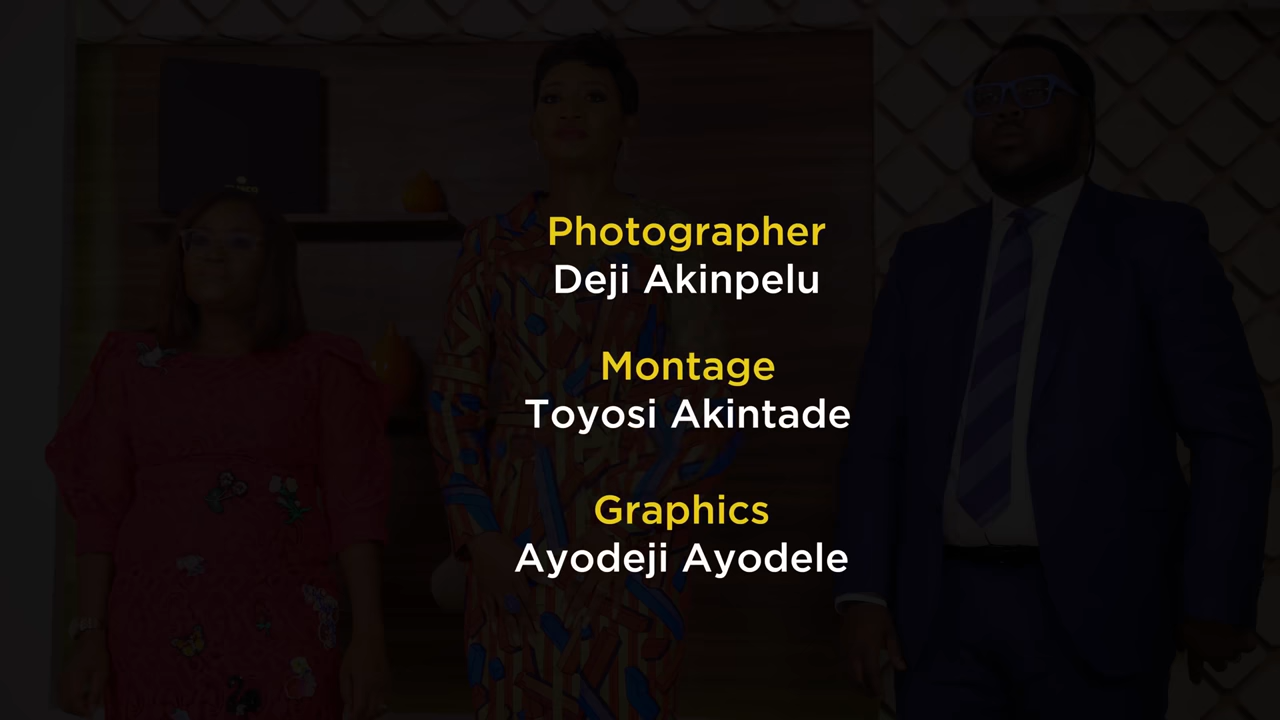 Photographer
Deji Akinpelu
Montage
Toyosi Akintade
Graphics
Ayodeji Ayodele